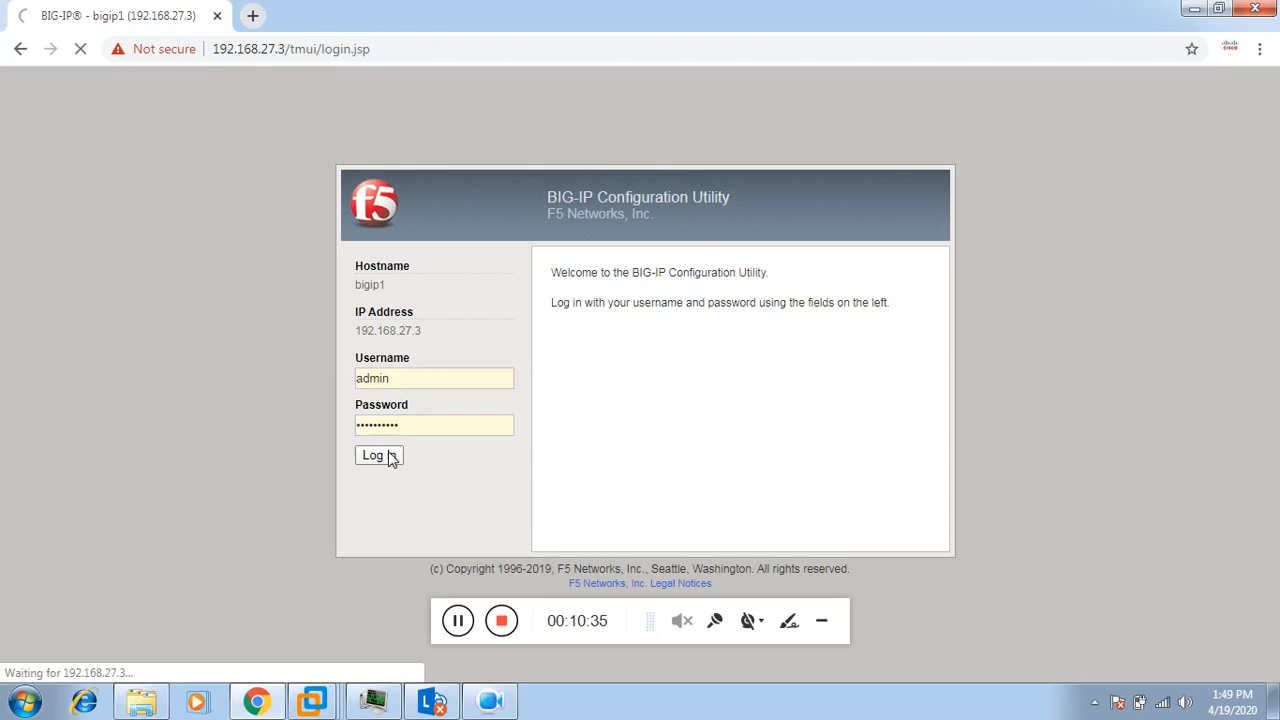 BIG-IP® - bigip1 (192.168.27.3)
Not secure
192.168.27.3/tmui/login.jsp
cisco
f5
BIG-IP Configuration Utility
F5 Networks, Inc.
Hostname
bigip1
IP Address
192.168.27.3
Username
admin
Password
••••••••••
Log
Welcome to the BIG-IP Configuration Utility.
Log in with your username and password using the fields on the left.
(c) Copyright 1996-2019, F5 Networks, Inc., Seattle, Washington. All rights reserved.
F5 Networks, Inc. Legal Notices
00:10:35
Waiting for 192.168.27.3...
1:49 PM
4/19/2020